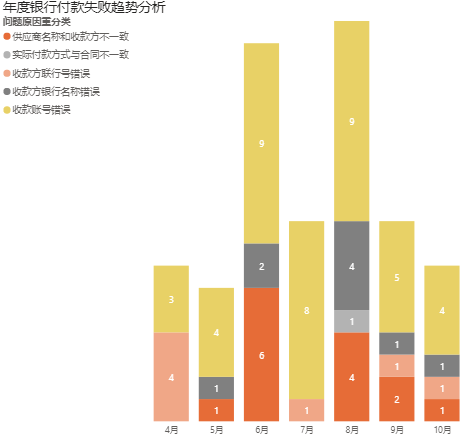 年度银行付款失败趋势分析
问题原因重分类
供应商名称和收款方不一致
实际付款方式与合同不一致
收款方联行号错误
收款方银行名称错误
收款账号错误
9
9
9 2 4
3 8 1 5
4 4 1 4
4 1 6 4 1 1
1 1 2 1
1
4月 5月 6月 7月 8月 9月 10月